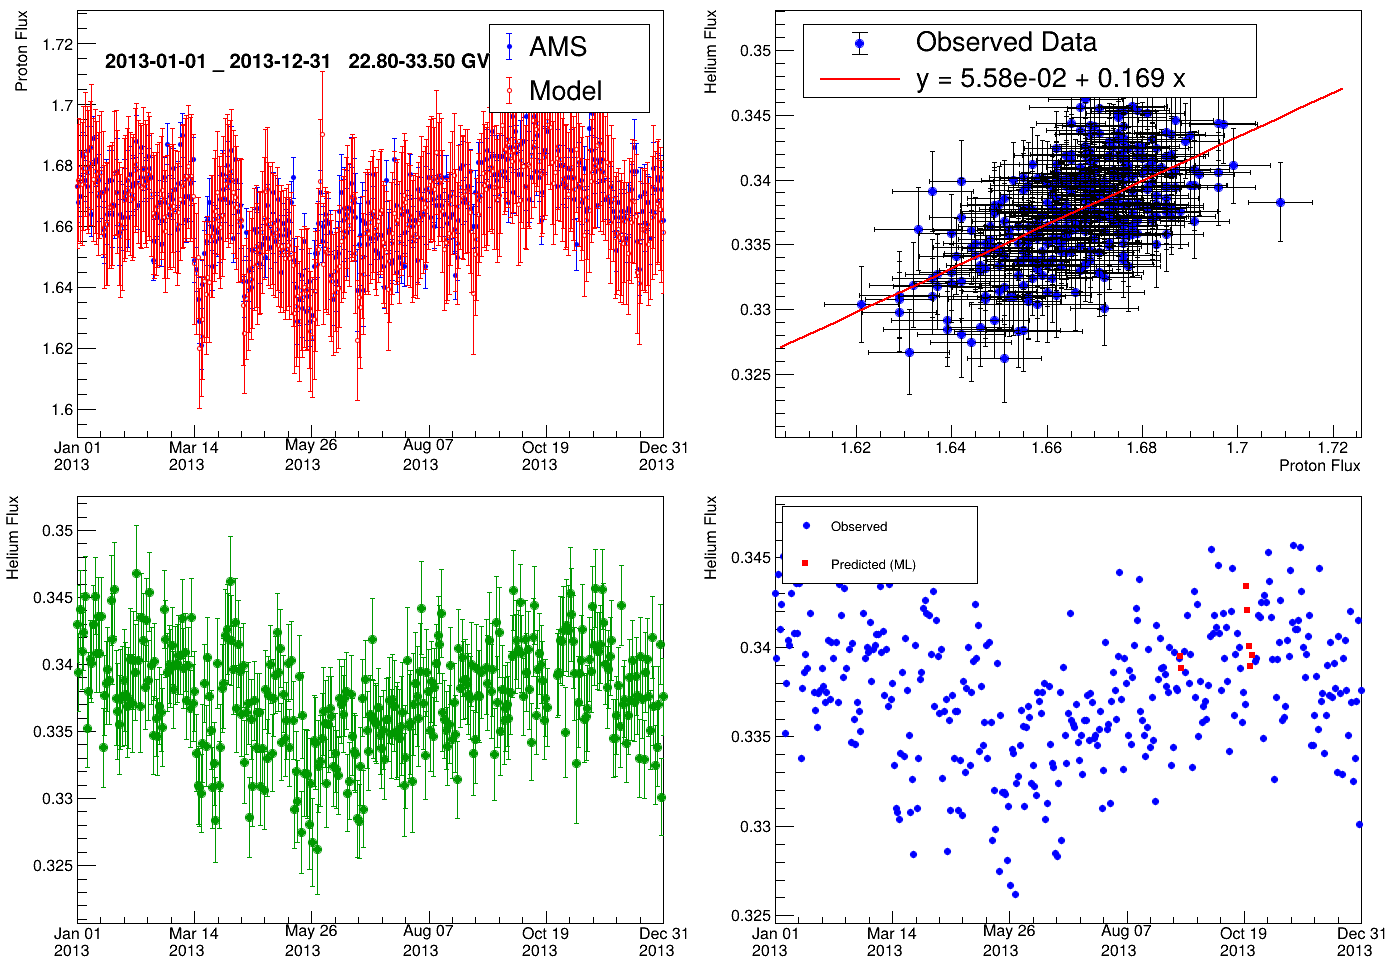 Proton Flux
1.72
1.7
1.68
1.66
1.64
1.62
1.6
2013-01-01 _ 2013-12-31 22.80-33.50 GV
AMS
Model
Jan 01
2013
Mar 14
2013
May 26
2013
Aug 07
2013
Oct 19
2013
Dec 31
2013
Helium Flux
0.35
0.345
0.34
0.335
0.33
0.325
Observed Data
y = 5.58e-02 + 0.169 x
1.62
1.64
1.66
1.68
1.7
1.72
Proton Flux
Helium Flux
0.35
0.345
0.34
0.335
0.33
0.325
Jan 01
2013
Mar 14
2013
May 26
2013
Aug 07
2013
Oct 19
2013
Dec 31
2013
Helium Flux
0.345
0.34
0.335
0.33
0.325
Observed
Predicted (ML)
Jan 01
2013
Mar 14
2013
May 26
2013
Aug 07
2013
Oct 19
2013
Dec 31
2013